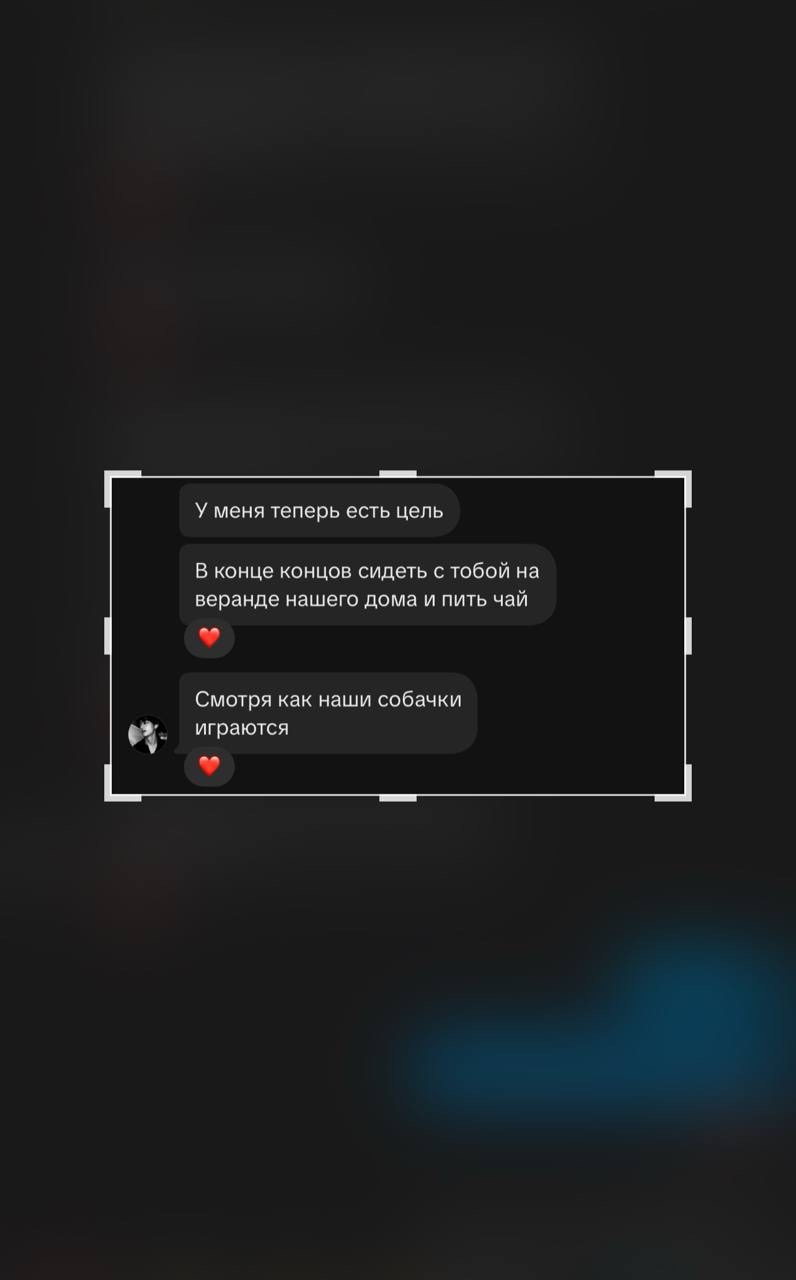 У меня теперь есть цель
В конце концов сидеть с тобой на
веранде нашего дома и пить чай
❤️
Смотря как наши собачки
играются
❤️